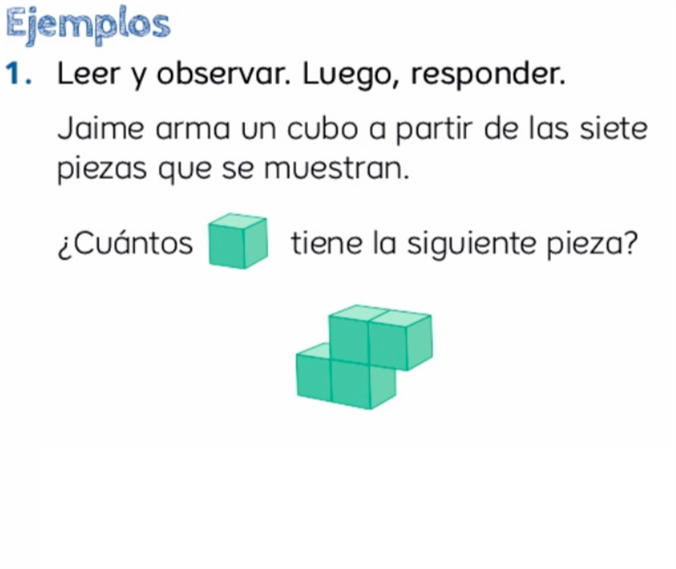 Ejemplos
1. Leer y observar. Luego, responder.
Jaime arma un cubo a partir de las siete
piezas que se muestran.
¿Cuántos tiene la siguiente pieza?